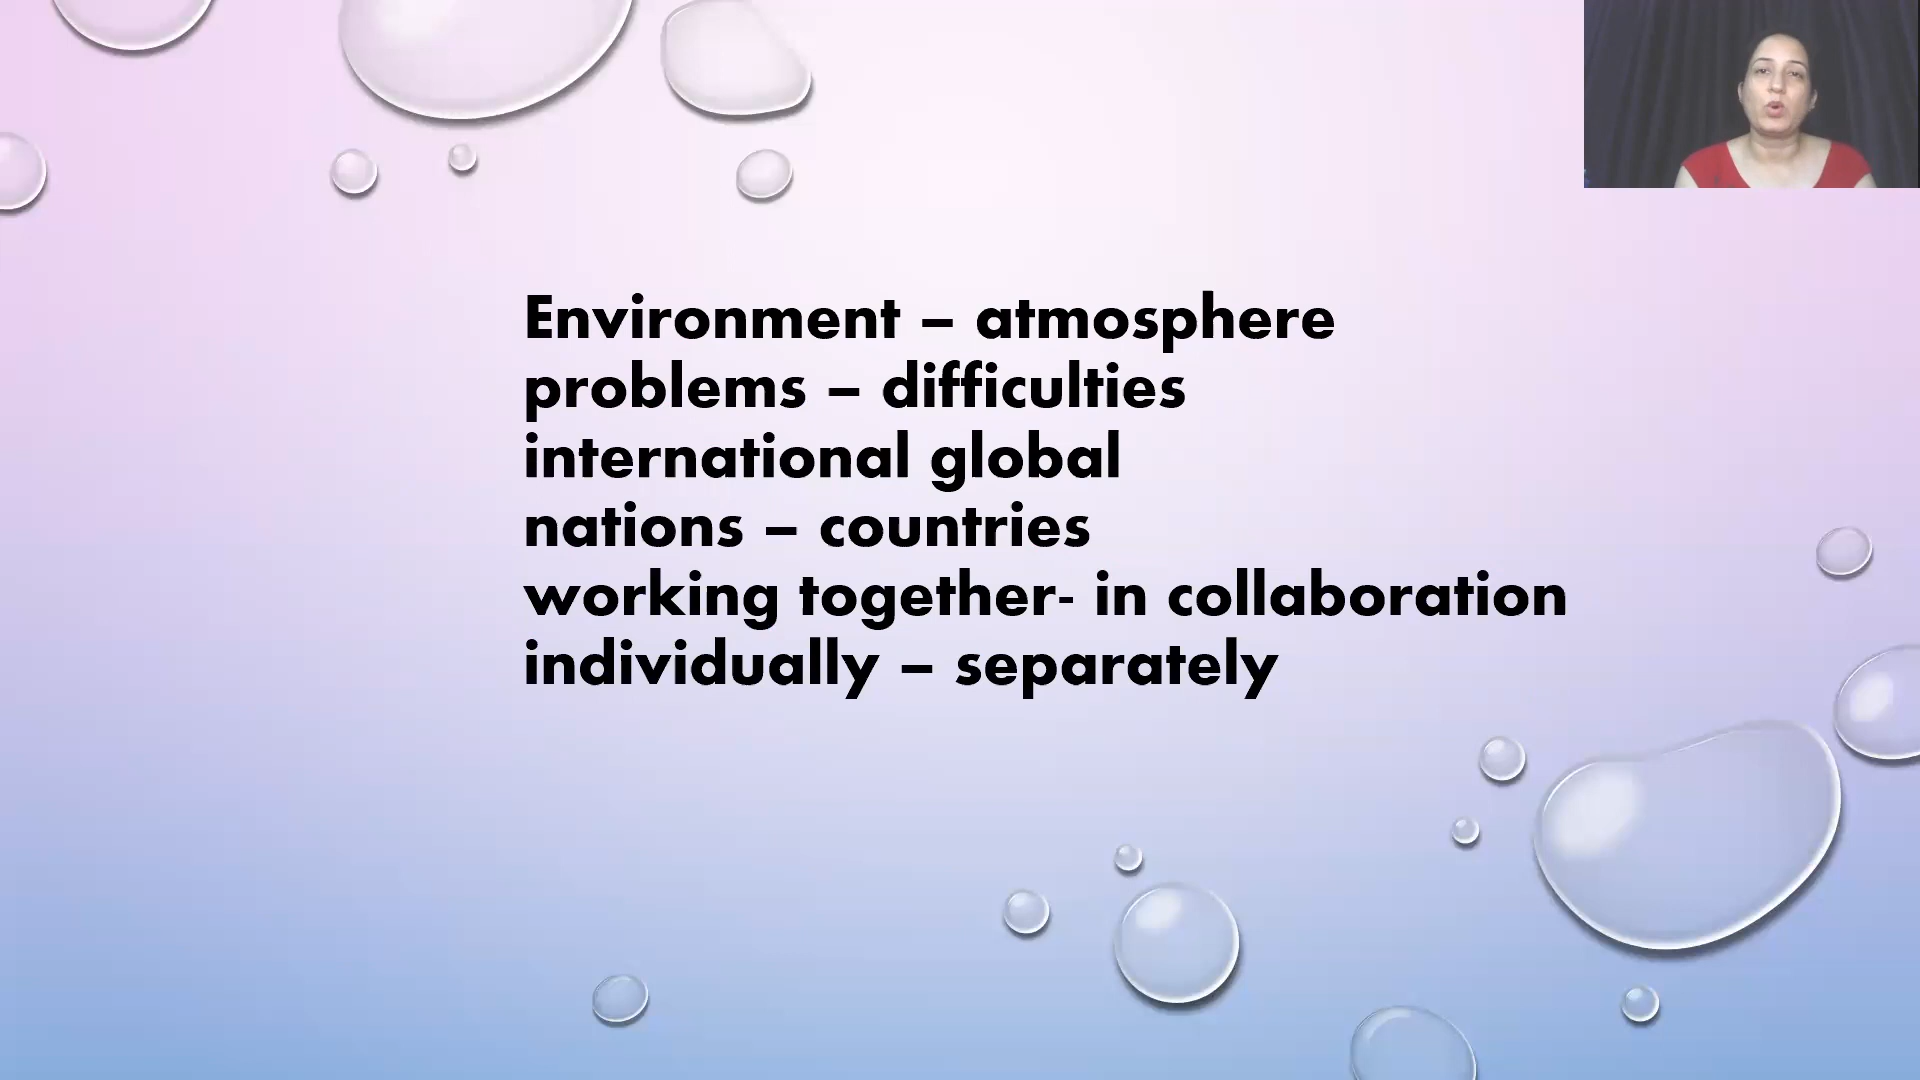 Environment – atmosphere
problems – difficulties
international global
nations – countries
working together- in collaboration
individually – separately